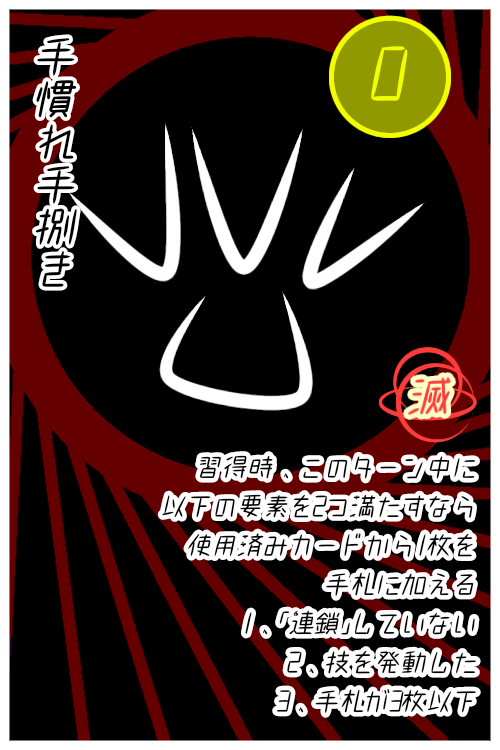 手慣れ手捌き
0
滅
習得時、このターン中に
以下の要素を2コ満たすなら
使用済みカードから1枚を
手札に加える
1、「連鎖」していない
2、技を発動した
3、手札が3枚以下